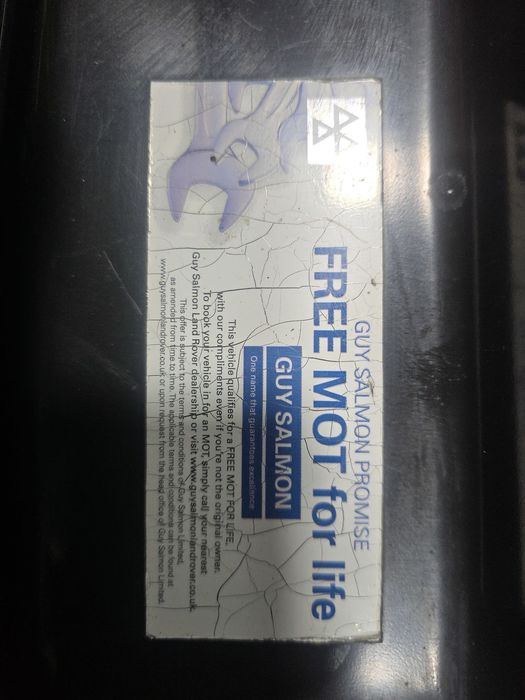 GUY SALMON PROMISE
FREE MOT for life
GUY SALMON
One name that guarantees excellence
This vehicle qualifies for a FREE MOT FOR LIFE,
with our compliments even if you're not the original owner.
To book your vehicle in for an MOT, simply call your nearest
Guy Salmon Land Rover dealership or visit www.guysalmonlandrover.co.uk.
This offer is subject to the terms and conditions of Guy Salmon Limited,
as amended from time to time. The applicable terms and conditions can be found at
www.guysalmonlandrover.co.uk or upon request from the head office of Guy Salmon Limited.